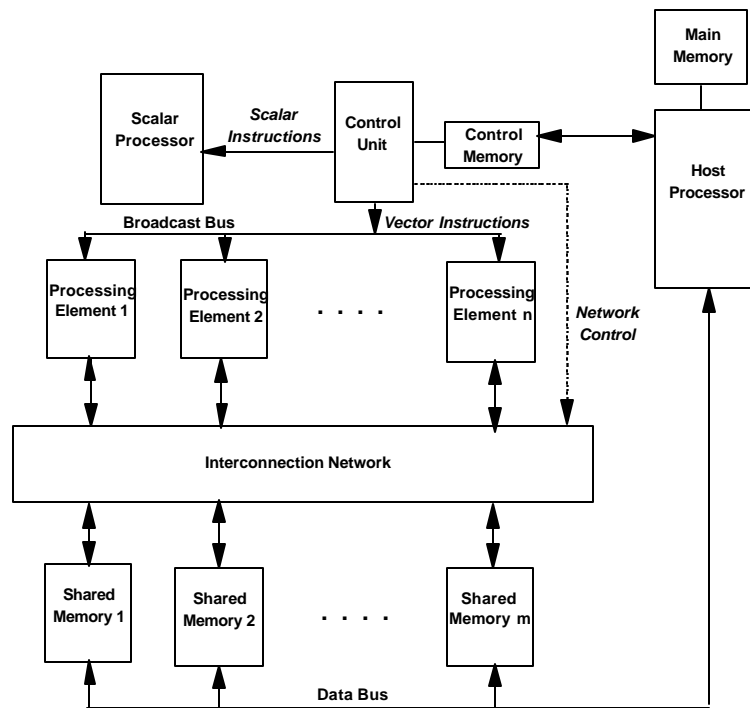 Main
Memory
Scalar
Processor
Scalar
Instructions
Control
Unit
Control
Memory
Host
Processor
Broadcast Bus
Vector Instructions
Processing
Element 1
Processing
Element 2
. . . .
Processing
Element n
Network
Control
Interconnection Network
Shared
Memory 1
Shared
Memory 2
. . . .
Shared
Memory m
Data Bus